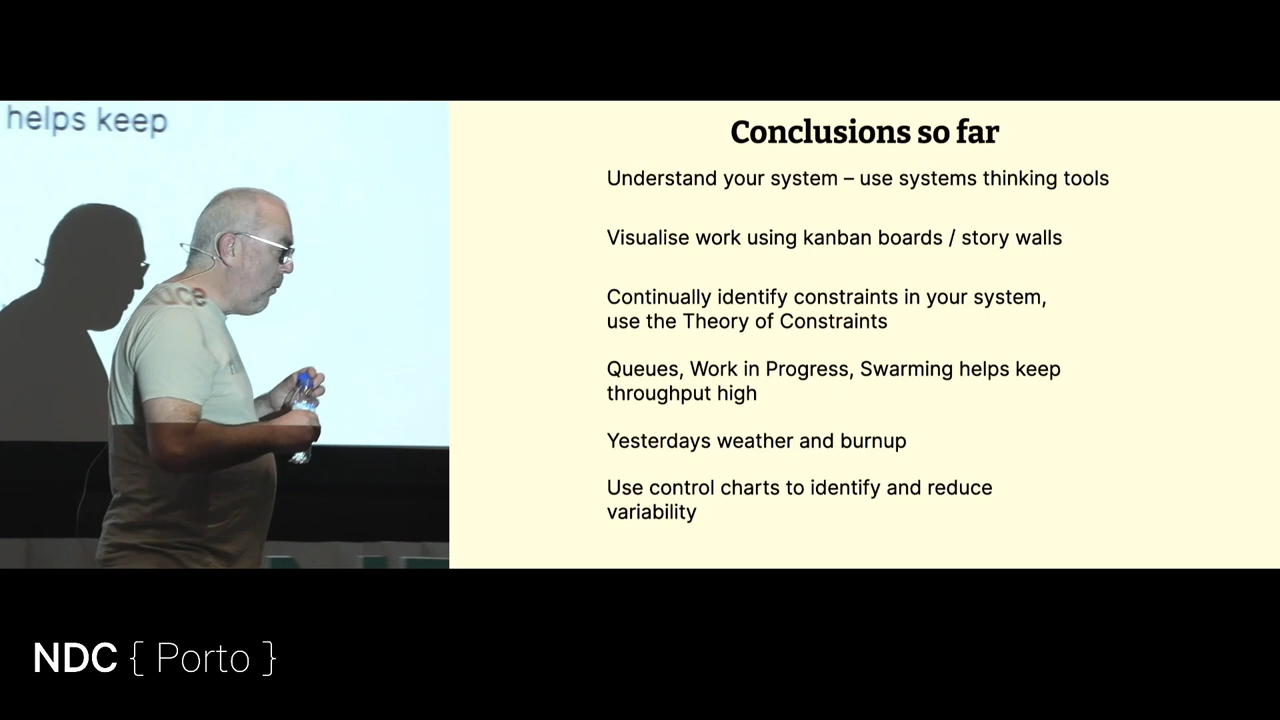 helps keep
Conclusions so far
Understand your system – use systems thinking tools
Visualise work using kanban boards / story walls
Continually identify constraints in your system,
use the Theory of Constraints
Queues, Work in Progress, Swarming helps keep
throughput high
Yesterdays weather and burnup
Use control charts to identify and reduce
variability
NDC { Porto }